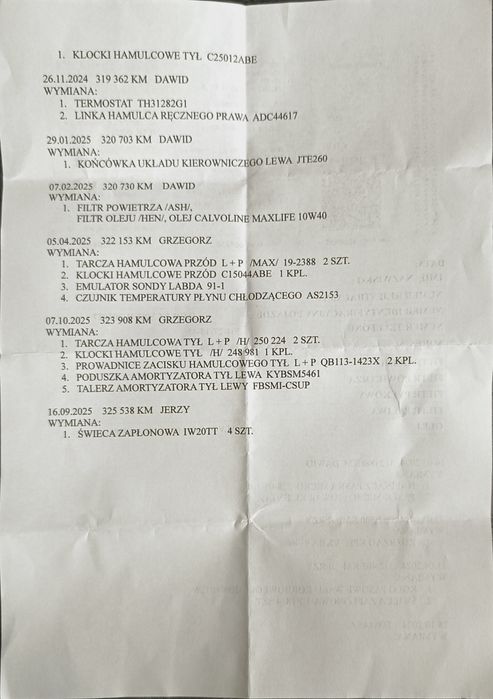 1. KLOCKI HAMULCOWE TYŁ C25012ABE
26.11.2024 319 362 KM DAWID
WYMIANA:
1. TERMOSTAT TH31282G1
2. LINKA HAMULCA RĘCZNEGO PRAWA ADC44617
29.01.2025 320 703 KM DAWID
WYMIANA:
1. KOŃCÓWKA UKŁADU KIEROWNICZEGO LEWA JTE260
07.02.2025 320 730 KM DAWID
WYMIANA:
1. FILTR POWIETRZA /ASH/,
FILTR OLEJU /HEN/, OLEJ CALVOLINE MAXLIFE 10W40
05.04.2025 322 153 KM GRZEGORZ
WYMIANA:
1. TARCZA HAMULCOWA PRZÓD L + P /MAX/ 19-2388 2 SZT.
2. KLOCKI HAMULCOWE PRZÓD C15044ABE 1 KPL.
3. EMULATOR SONDY LABDA 91-1
4. CZUJNIK TEMPERATURY PŁYNU CHŁODZĄCEGO AS2153
07.10.2025 323 908 KM GRZEGORZ
WYMIANA:
1. TARCZA HAMULCOWA TYŁ L + P /H/ 250 224 2 SZT.
2. KLOCKI HAMULCOWE TYŁ /H/ 248 981 1 KPL.
3. PROWADNICE ZACISKU HAMULCOWEGO TYŁ L + P QB113-1423X 2 KPL.
4. PODUSZKA AMORTYZATORA TYŁ LEWA KYBSM5461
5. TALERZ AMORTYZATORA TYŁ LEWY FBSMI-CSUP
16.09.2025 325 538 KM JERZY
WYMIANA:
1. ŚWIECA ZAPŁONOWA IW20TT 4 SZT.